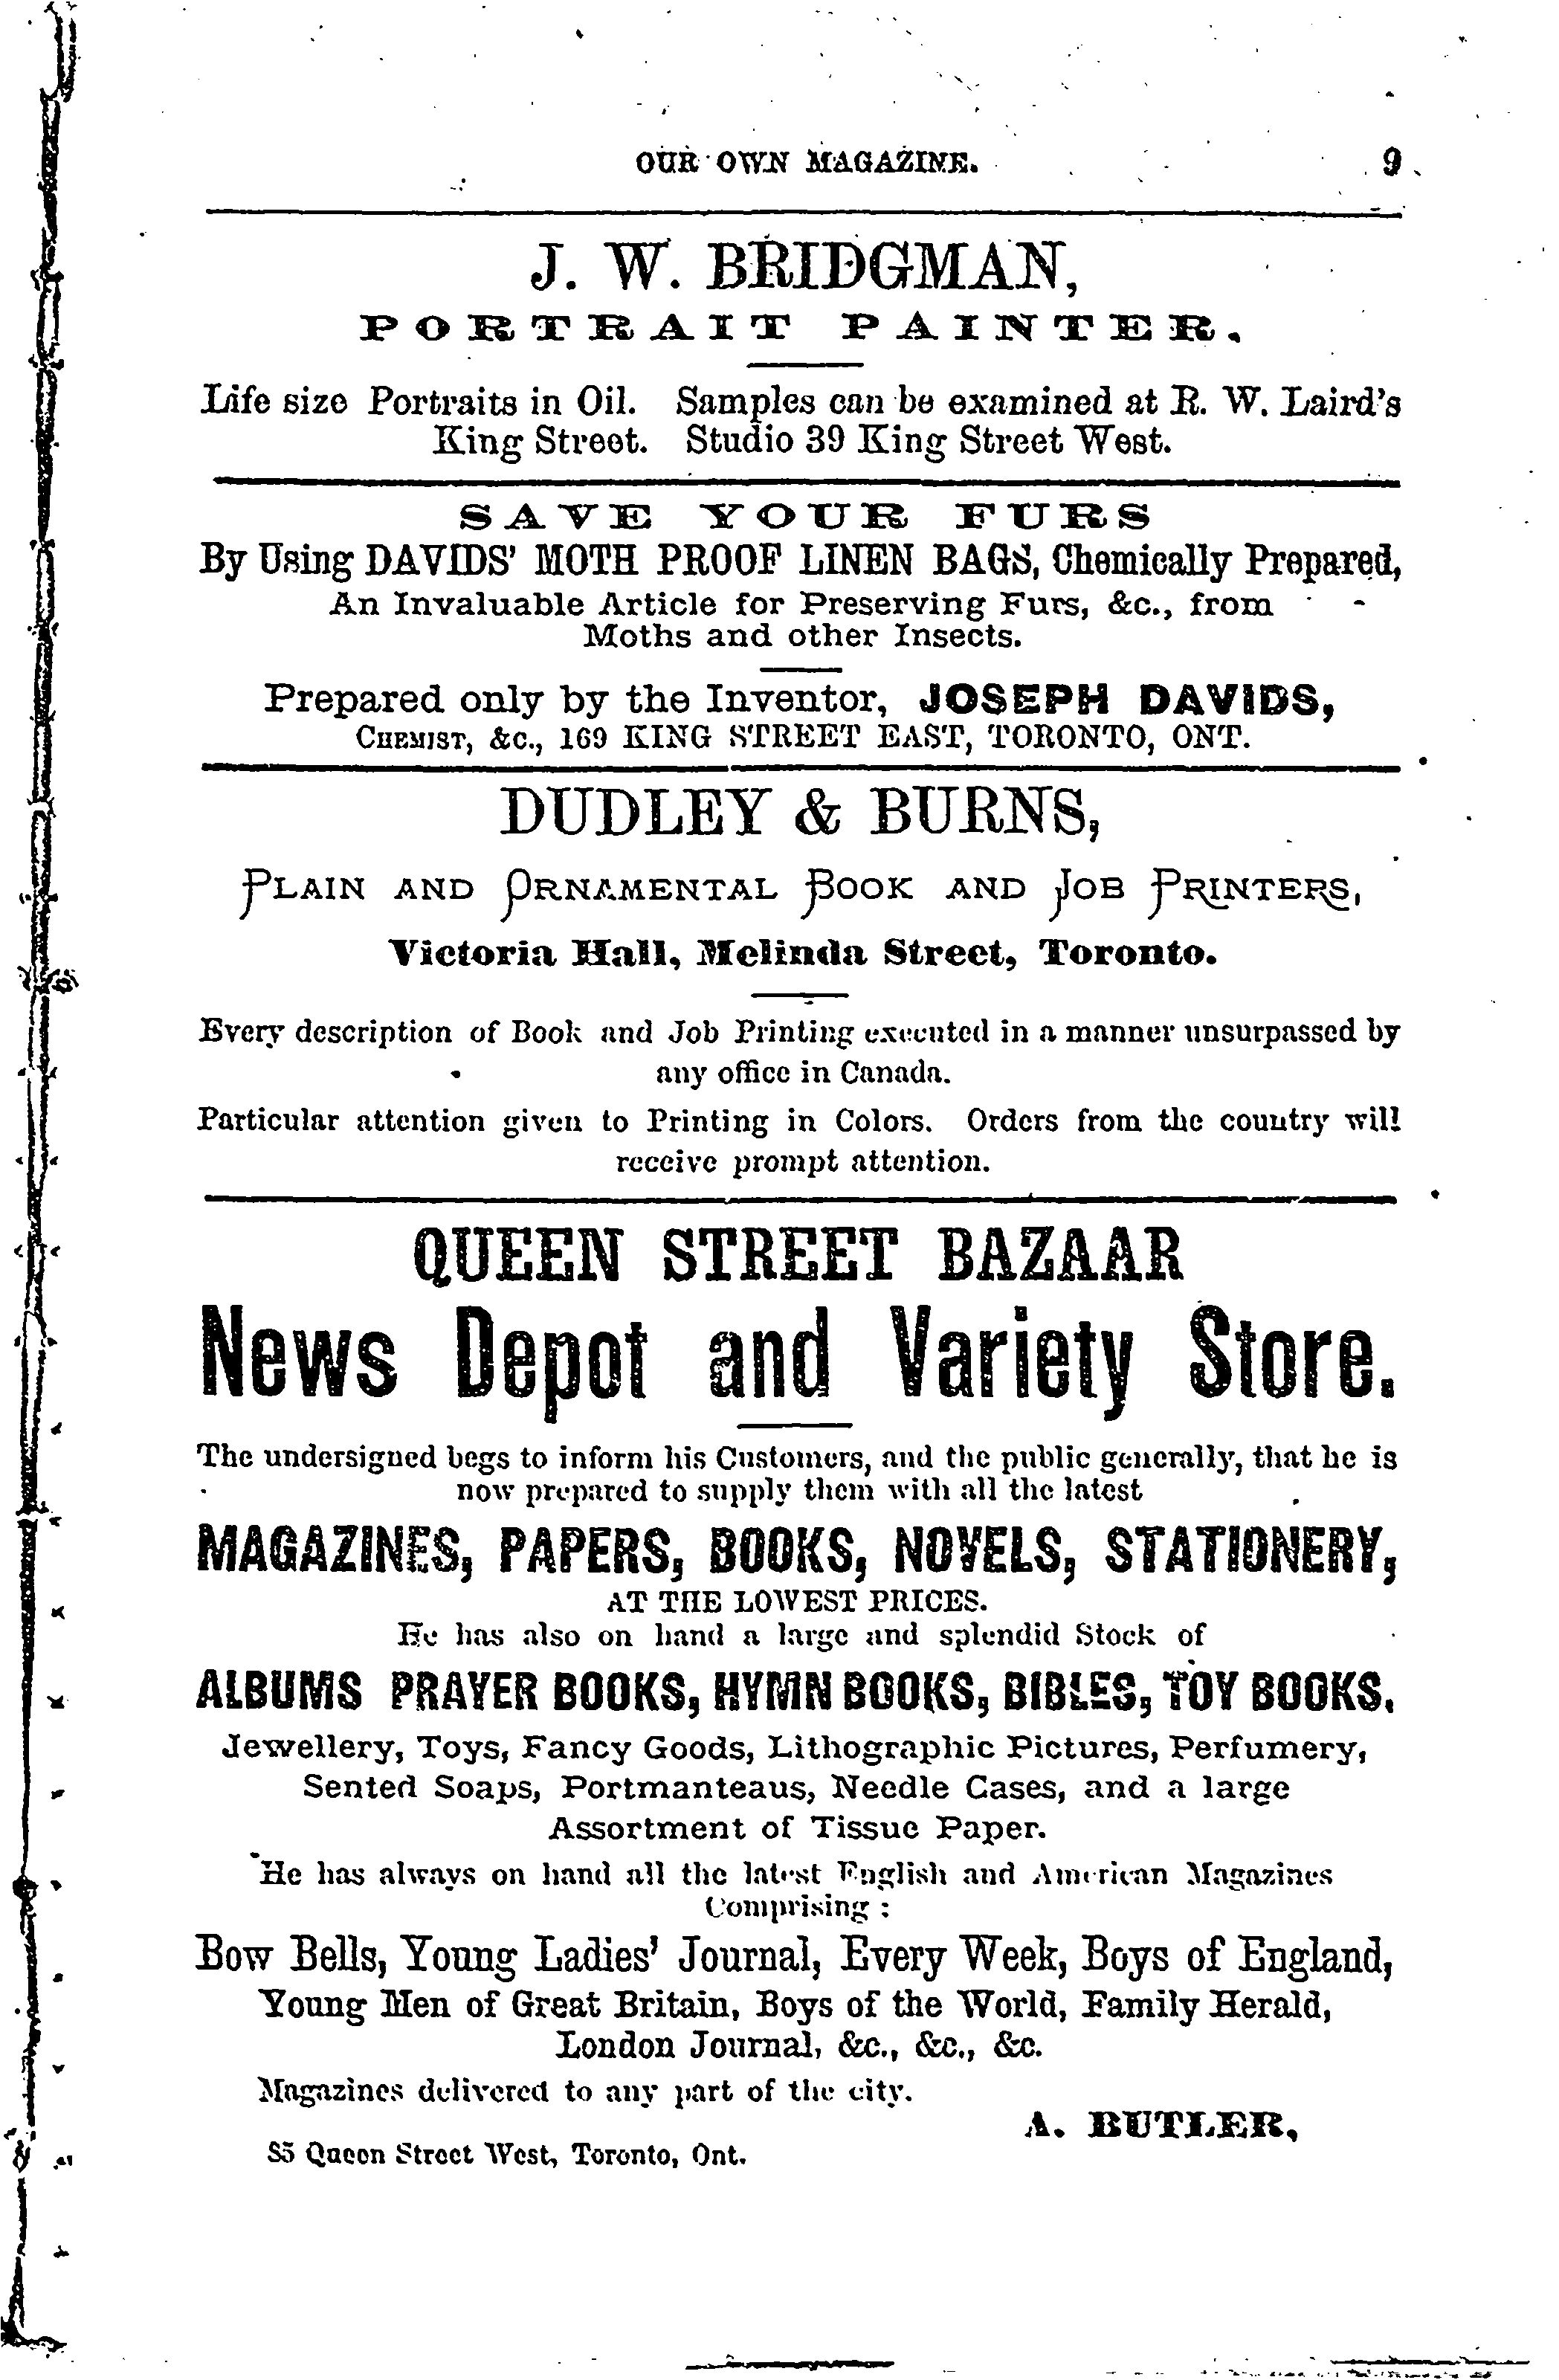 OUR OWN MAGAZINE. 9
J. W. BRIDGMAN,
PORTRAIT PAINTER.
Life size Portraits in Oil. Samples can be examined at R. W. Laird's
King Street. Studio 39 King Street West.
SAVE YOUR FURS
By Using DAVIDS' MOTH PROOF LINEN BAGS, Chemically Prepared,
An Invaluable Article for Preserving Furs, &c., from
Moths and other Insects.
Prepared only by the Inventor, JOSEPH DAVIDS,
CHEMIST, &C., 169 KING STREET EAST, TORONTO, ONT.
DUDLEY & BURNS,
PLAIN AND ORNAMENTAL BOOK AND JOB PRINTERS,
Victoria Hall, Melinda Street, Toronto.
Every description of Book and Job Printing executed in a manner unsurpassed by
any office in Canada.
Particular attention given to Printing in Colors. Orders from the country will
receive prompt attention.
QUEEN STREET BAZAAR
News Depot and Variety Store.
The undersigned begs to inform his Customers, and the public generally, that he is
now prepared to supply them with all the latest
MAGAZINES, PAPERS, BOOKS, NOVELS, STATIONERY,
AT THE LOWEST PRICES.
He has also on hand a large and splendid Stock of
ALBUMS PRAYER BOOKS, HYMN BOOKS, BIBLES, TOY BOOKS.
Jewellery, Toys, Fancy Goods, Lithographic Pictures, Perfumery,
Sented Soaps, Portmanteaus, Needle Cases, and a large
Assortment of Tissue Paper.
He has always on hand all the latest English and American Magazines
Comprising :
Bow Bells, Young Ladies' Journal, Every Week, Boys of England,
Young Men of Great Britain, Boys of the World, Family Herald,
London Journal, &c., &c., &c.
Magazines delivered to any part of the city.
A. BUTLER,
85 Queen Street West, Toronto, Ont.